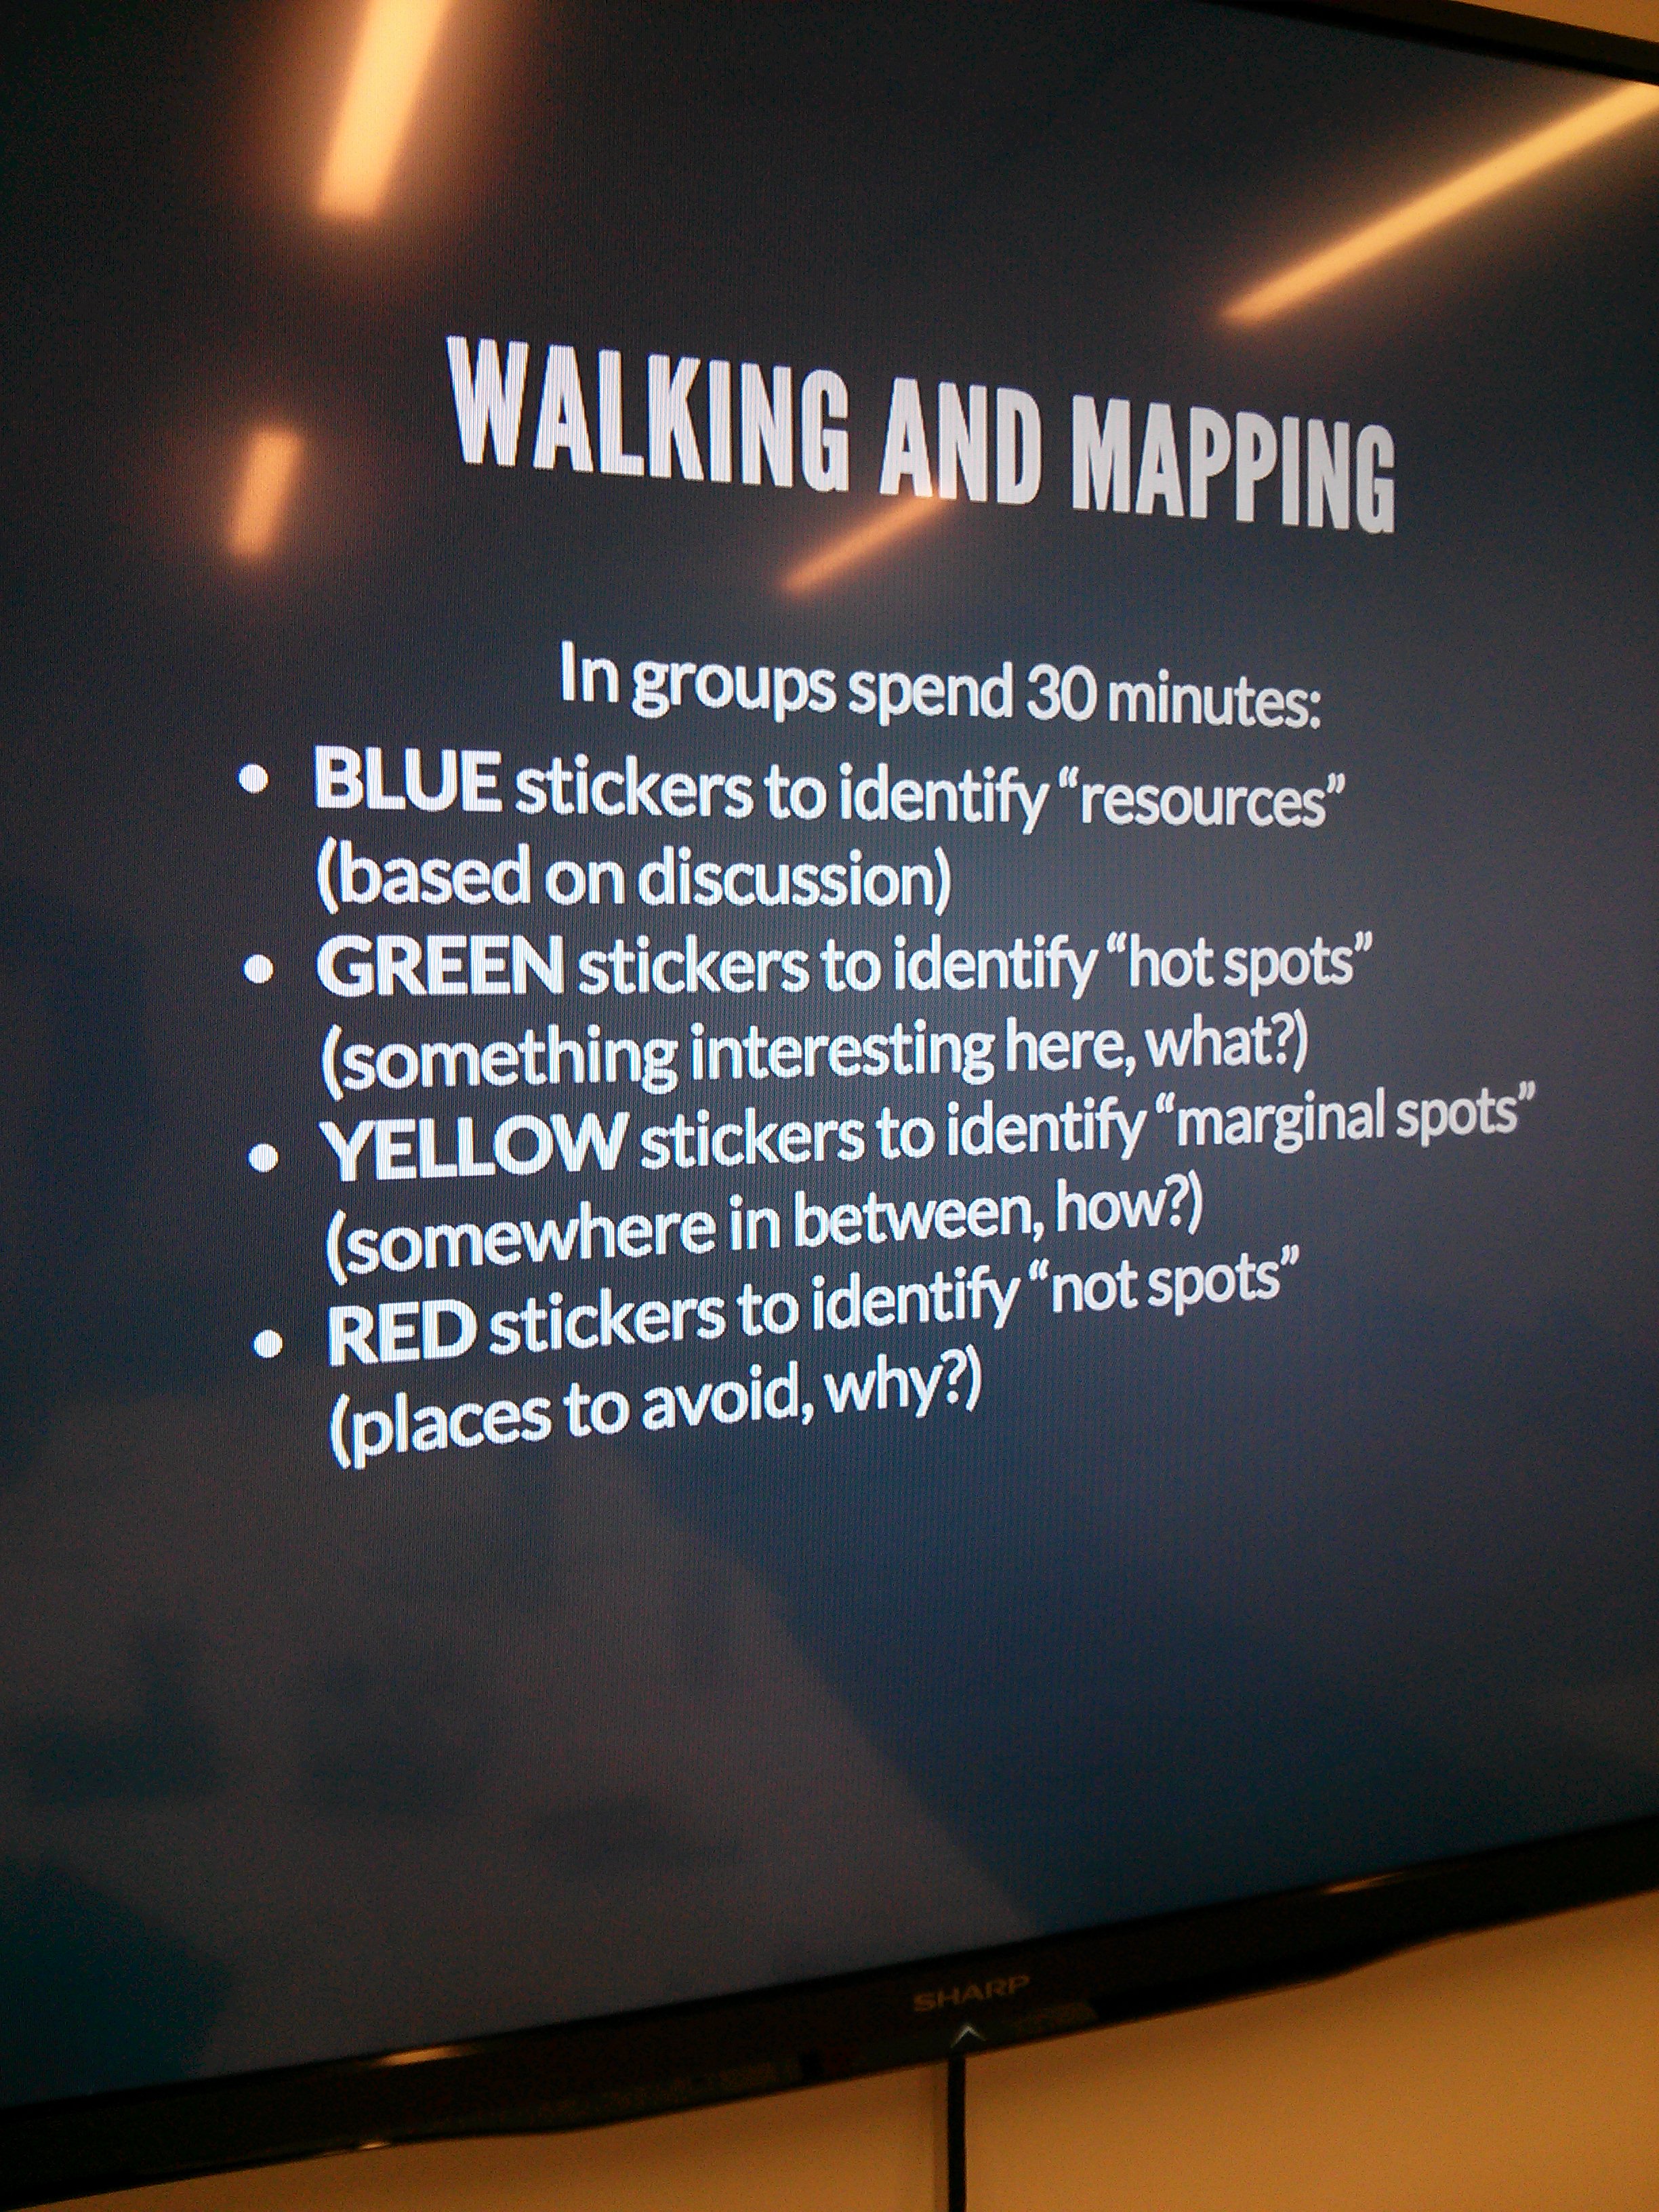 WALKING AND MAPPING
In groups spend 30 minutes:
• BLUE stickers to identify “resources”
(based on discussion)
• GREEN stickers to identify “hot spots”
(something interesting here, what?)
• YELLOW stickers to identify “marginal spots”
(somewhere in between, how?)
• RED stickers to identify “not spots”
(places to avoid, why?)
SHARP